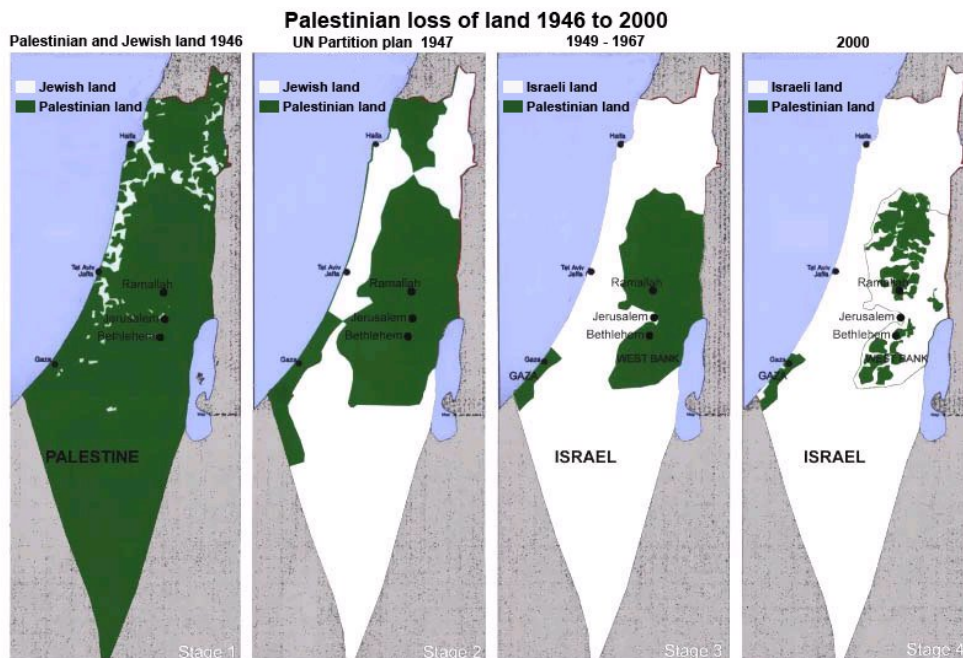 Palestinian loss of land 1946 to 2000
Palestinian and Jewish land 1946
Jewish land
Palestinian land
Haifa
Tel Aviv
Jaffa
Ramallah
Jerusalem
Bethlehem
Gaza
PALESTINE
Stage 1
UN Partition plan 1947
Jewish land
Palestinian land
Haifa
Tel Aviv
Jaffa
Ramallah
Jerusalem
Bethlehem
Gaza
Stage 2
1949 - 1967
Israeli land
Palestinian land
Haifa
Tel Aviv
Jaffa
Ramallah
Jerusalem
Bethlehem
WEST BANK
Gaza
GAZA
ISRAEL
Stage 3
2000
Israeli land
Palestinian land
Haifa
Tel Aviv
Jaffa
Ramallah
Jerusalem
Bethlehem
WEST BANK
Gaza
GAZA
ISRAEL
Stage 4